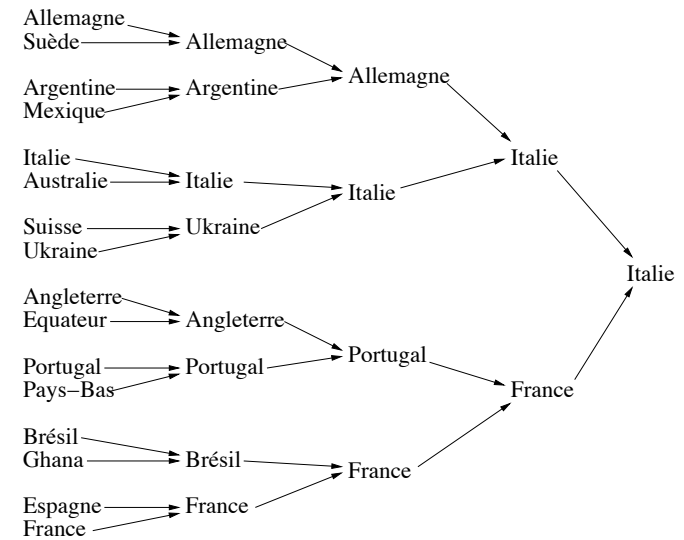 Allemagne
Suède
Allemagne
Argentine
Mexique
Argentine
Allemagne
Italie
Australie
Italie
Suisse
Ukraine
Ukraine
Italie
Italie
Angleterre
Equateur
Angleterre
Portugal
Pays-Bas
Portugal
Portugal
Brésil
Ghana
Brésil
Espagne
France
France
France
France
Italie